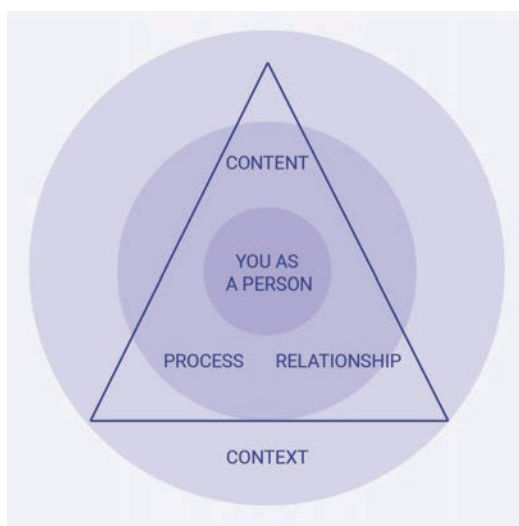 CONTENT
YOU AS
A PERSON
PROCESS RELATIONSHIP
CONTEXT